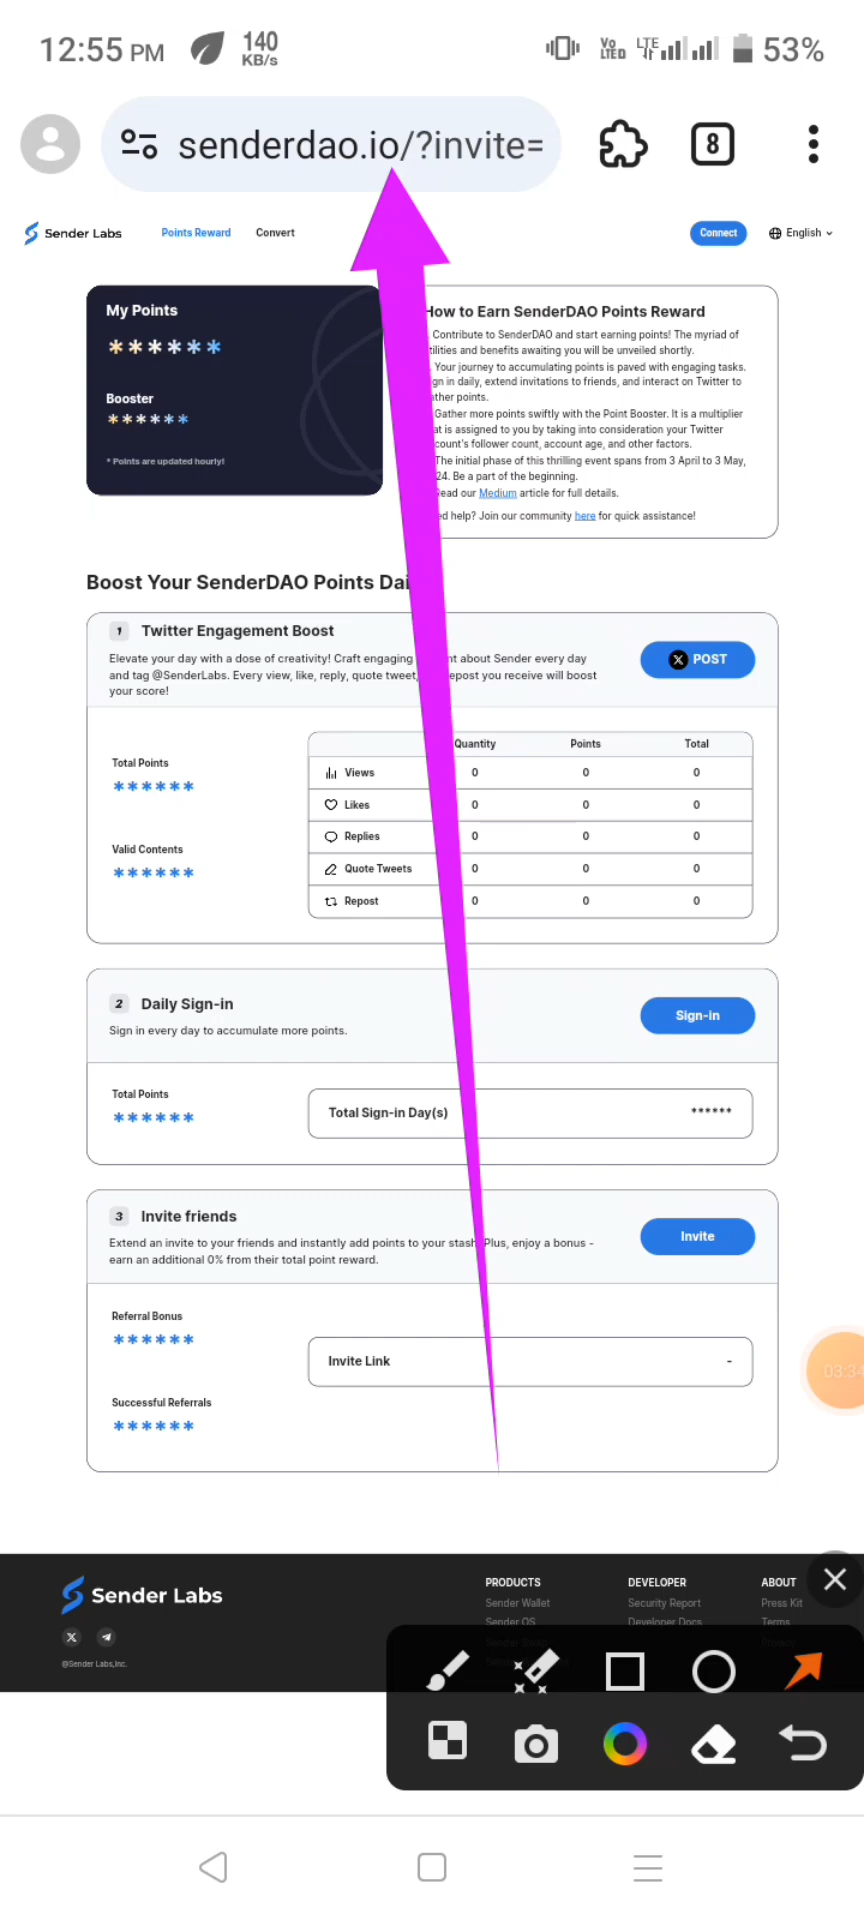 12:55 PM
140
KB/s
Vo
LTED
LTE
53%
senderdao.io/?invite=
8
Sender Labs
Points Reward
Convert
Connect
English
My Points
******
Booster
******
* Points are updated hourly!
How to Earn SenderDAO Points Reward
Contribute to SenderDAO and start earning points! The myriad of
and benefits awaiting you will be unveiled shortly.
Your journey to accumulating points is paved with engaging tasks.
in daily, extend invitations to friends, and interact on Twitter to
points.
Gather more points swiftly with the Point Booster. It is a multiplier
is assigned to you by taking into consideration your Twitter
follower count, account age, and other factors.
The initial phase of this thrilling event spans from 3 April to 3 May,
24. Be a part of the beginning.
our Medium article for full details.
help? Join our community here for quick assistance!
Boost Your SenderDAO Points
1 Twitter Engagement Boost
Elevate your day with a dose of creativity! Craft engaging about Sender every day
and tag @SenderLabs. Every view, like, reply, quote tweet, repost you receive will boost
your score!
X POST
Total Points
******
Valid Contents
******
Quantity Points Total
Views 0 0 0
Likes 0 0 0
Replies 0 0 0
Quote Tweets 0 0 0
Repost 0 0 0
2 Daily Sign-in
Sign in every day to accumulate more points.
Sign-in
Total Points
******
Total Sign-in Day(s) ******
3 Invite friends
Extend an invite to your friends and instantly add points to your stash Plus, enjoy a bonus -
earn an additional 0% from their total point reward.
Invite
Referral Bonus
******
Invite Link -
Successful Referrals
******
03:34
Sender Labs
@Sender Labs,Inc.
PRODUCTS
Sender Wallet
Sender OS
DEVELOPER
Security Report
Developer Docs
ABOUT
Press Kit
Terms
Privacy